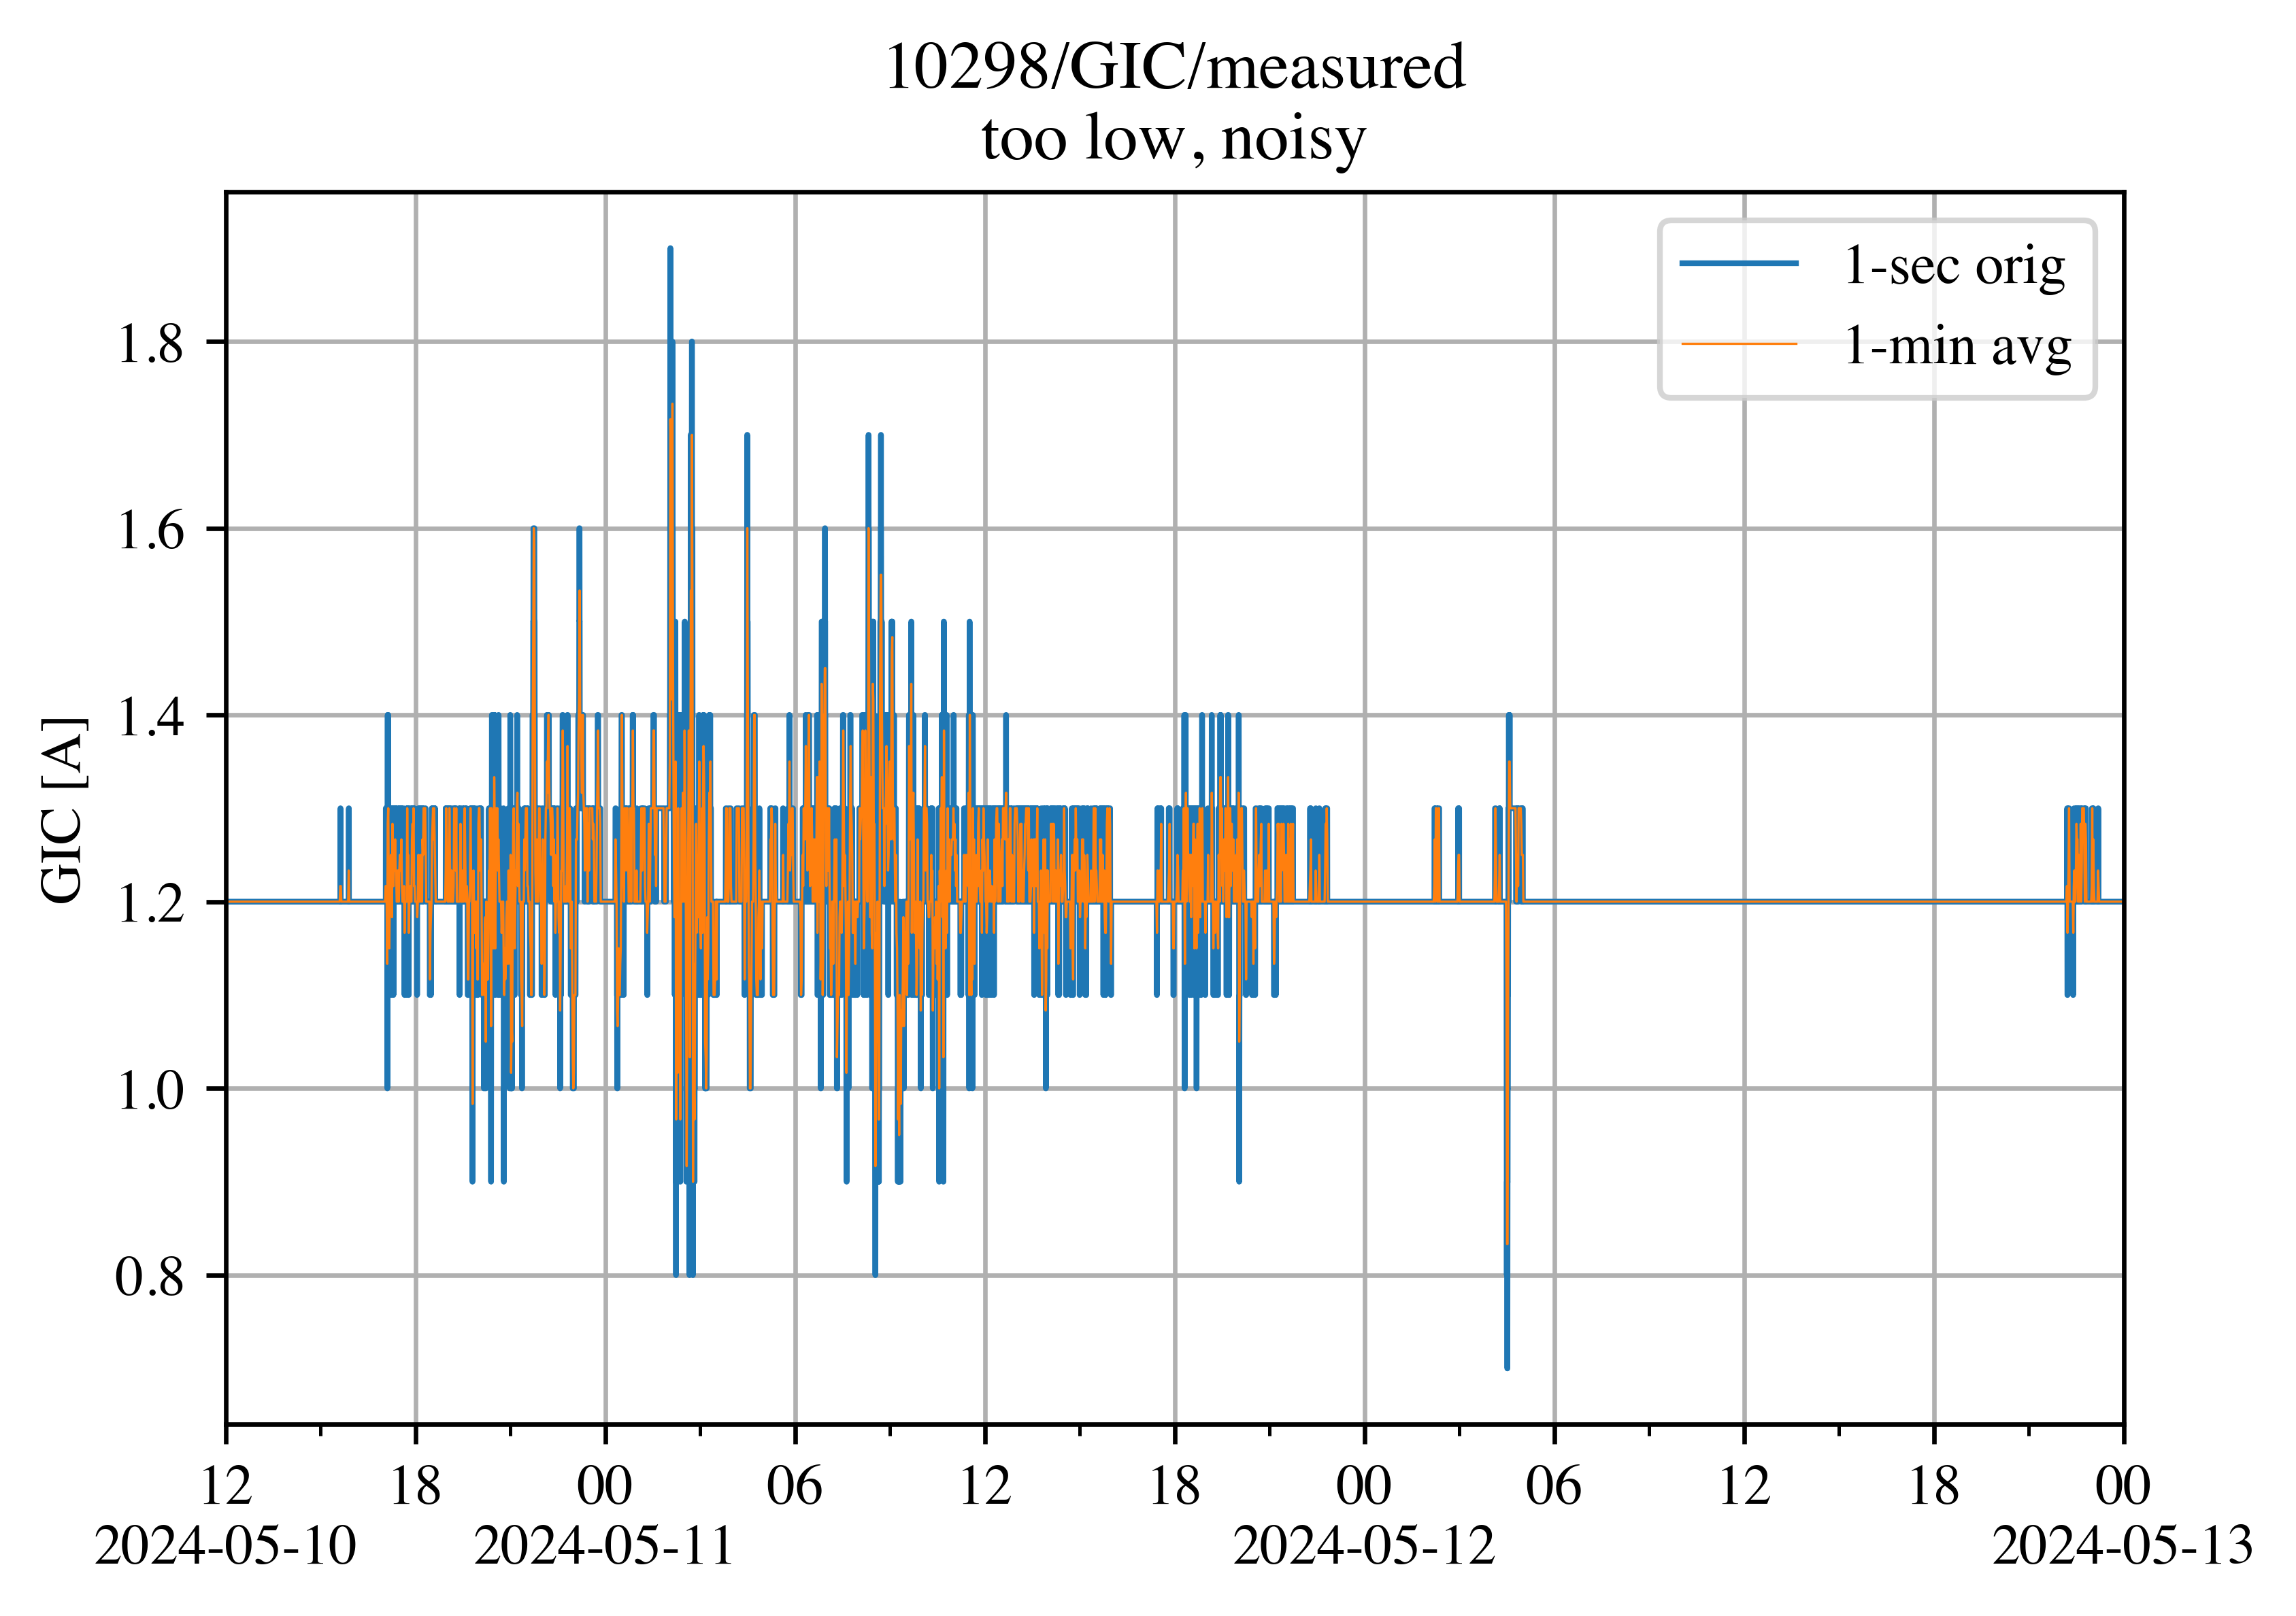 10298/GIC/measured
too low, noisy
1-sec orig
1-min avg
GIC [A]
1.8
1.6
1.4
1.2
1.0
0.8
12 18 00 06 12 18 00 06 12 18 00
2024-05-10 2024-05-11 2024-05-12 2024-05-13